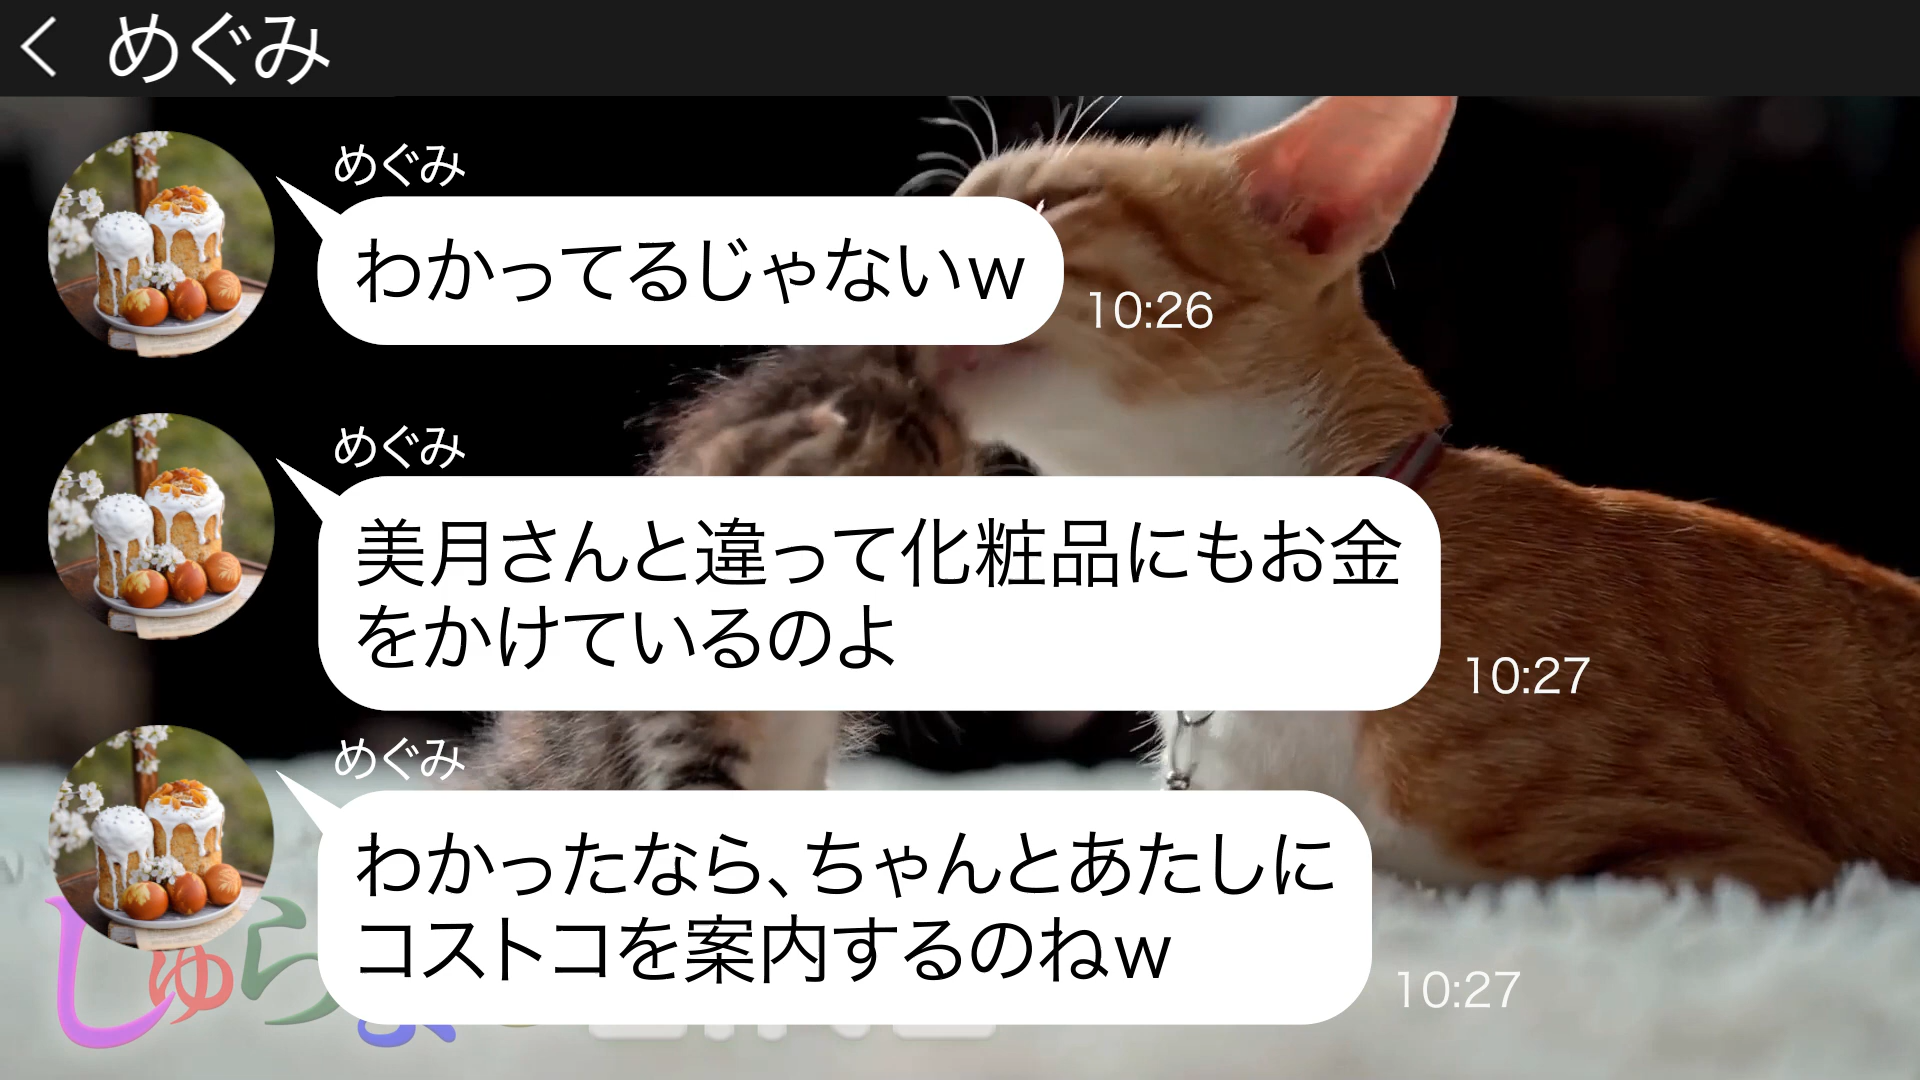 めぐみ
めぐみ
わかってるじゃないｗ
10:26
めぐみ
美月さんと違って化粧品にもお金
をかけているのよ
10:27
めぐみ
わかったなら、ちゃんとあたしに
コストコを案内するのねｗ
10:27
しゅら